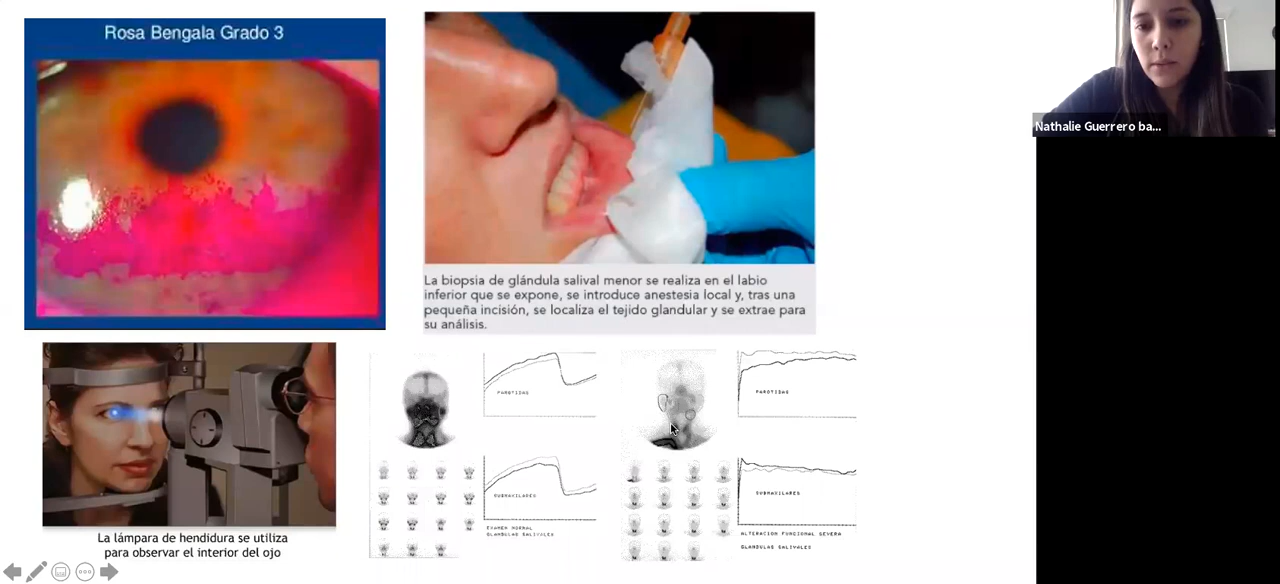 Rosa Bengala Grado 3
La biopsia de glándula salival menor se realiza en el labio
inferior que se expone, se introduce anestesia local y, tras una
pequeña incisión, se localiza el tejido glandular y se extrae para
su análisis.
Nathalie Guerrero ba...
La lámpara de hendidura se utiliza
para observar el interior del ojo
PAROTIDAS
SUBMAXILARES
EXAMEN NORMAL
GLANDULAS SALIVALES
PAROTIDAS
SUBMAXILARES
ALTERACION FUNCIONAL SEVERA
GLANDULAS SALIVALES